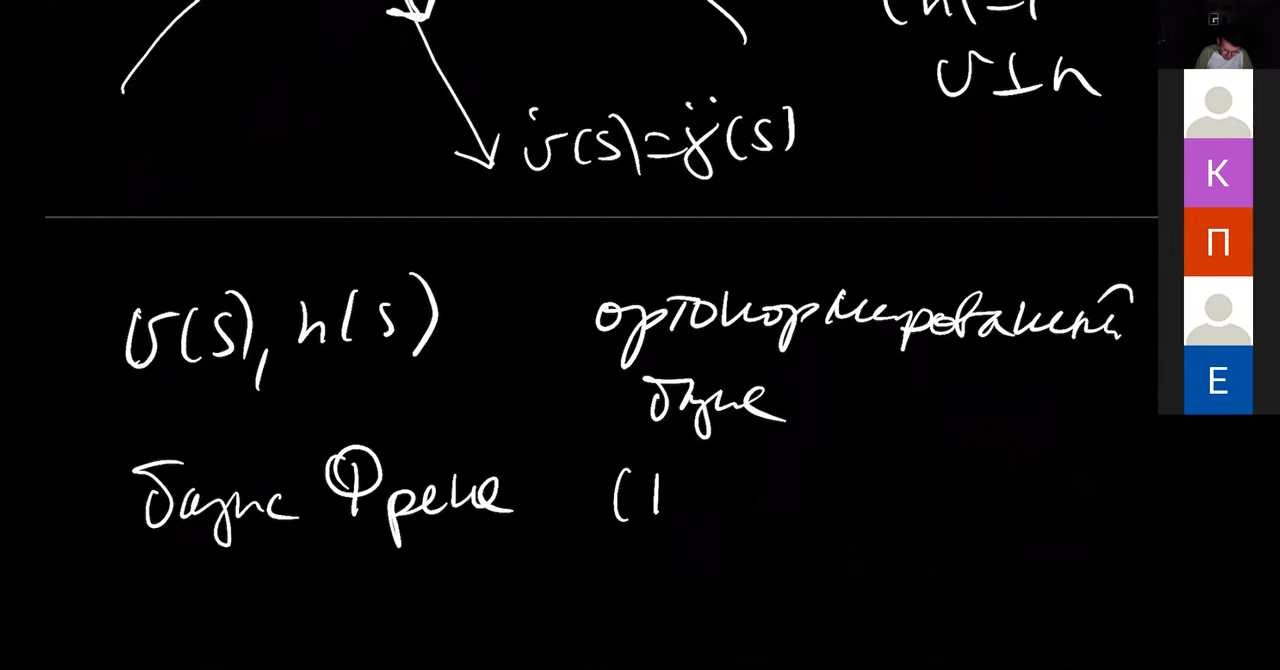 |n|=1
v⊥n
v̇(s)=γ̈(s)
v(s), n(s) ортонормированный
базис
базис Френе (
К
П
Е